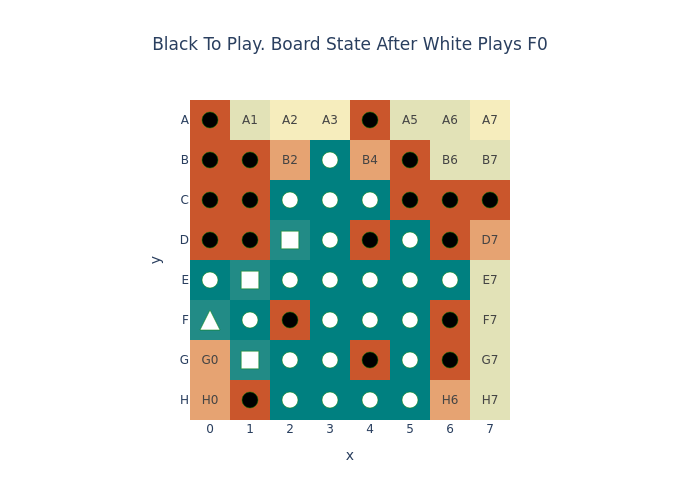 Black To Play. Board State After White Plays F0
A A1 A2 A3 A5 A6 A7
B B2 B4 B6 B7
C
D D7
E E7
F F7
G G0 G7
H H0 H6 H7
0 1 2 3 4 5 6 7
x
y